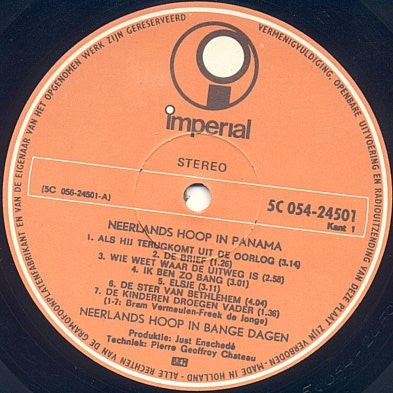 ALLE RECHTEN VAN DE GRAMOFOONPLATENFABRIKANT EN VAN DE EIGENAAR VAN HET OPGENOMEN WERK ZIJN GERESERVEERD
VERMENIGVULDIGING, OPENBARE UITVOERING EN RADIOUITZENDING VAN DEZE PLAAT ZIJN VERBODEN - MADE IN HOLLAND -
imperial
STEREO
(5C 056-24501-A)
5C 054-24501
Kant 1
NEERLANDS HOOP IN PANAMA
1. ALS HIJ TERUGKOMT UIT DE OORLOG (3.14)
2. DE BRIEF (1.26)
3. WIE WEET WAAR DE UITWEG IS (2.58)
4. IK BEN ZO BANG (3.01)
5. ELSJE (3.11)
6. DE STER VAN BETHLEHEM (4.04)
7. DE KINDEREN DROEGEN VADER (1.36)
(1-7: Bram Vermeulen-Freek de Jonge)
NEERLANDS HOOP IN BANGE DAGEN
Produktie: Just Enschedé
Techniek: Pierre Geoffroy Chateau